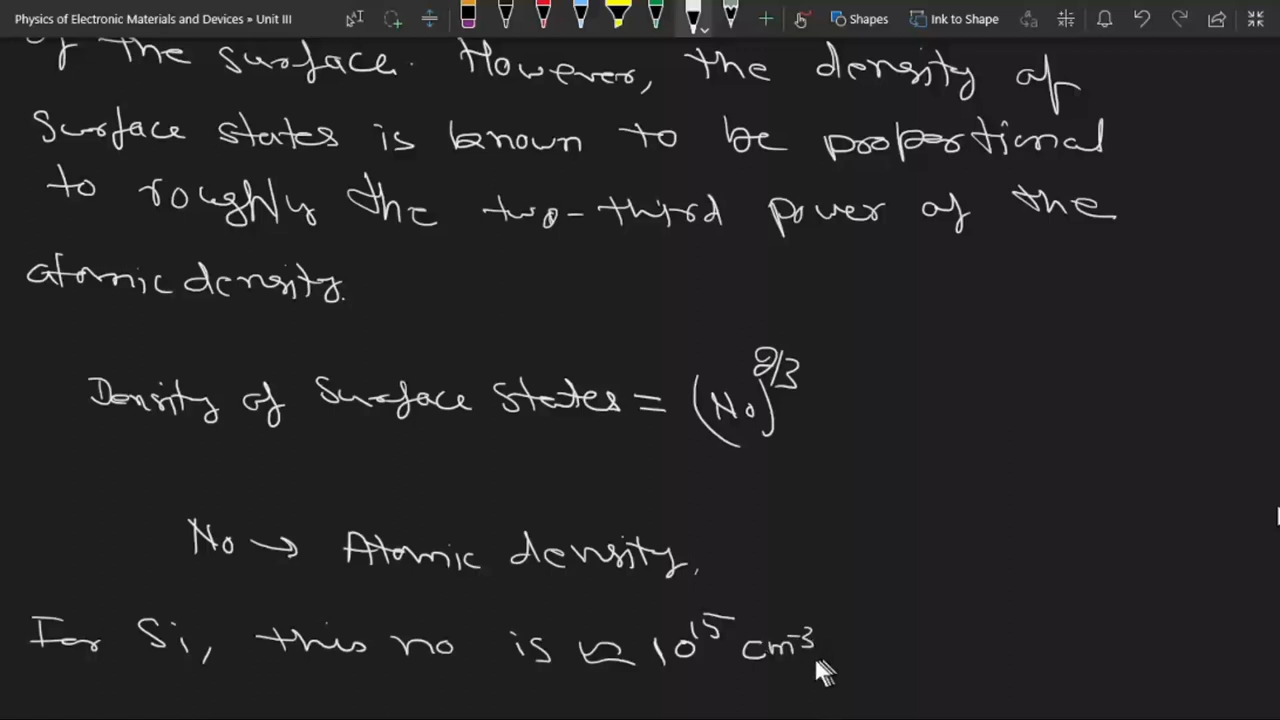 Physics of Electronic Materials and Devices » Unit III
Shapes
Ink to Shape
of the surface. However, the density of
surface states is known to be proportional
to roughly the two-third power of the
atomic density.
Density of surface states = (No)^2/3
No → Atomic density.
For Si, this no is ≃ 10^15 cm^-3